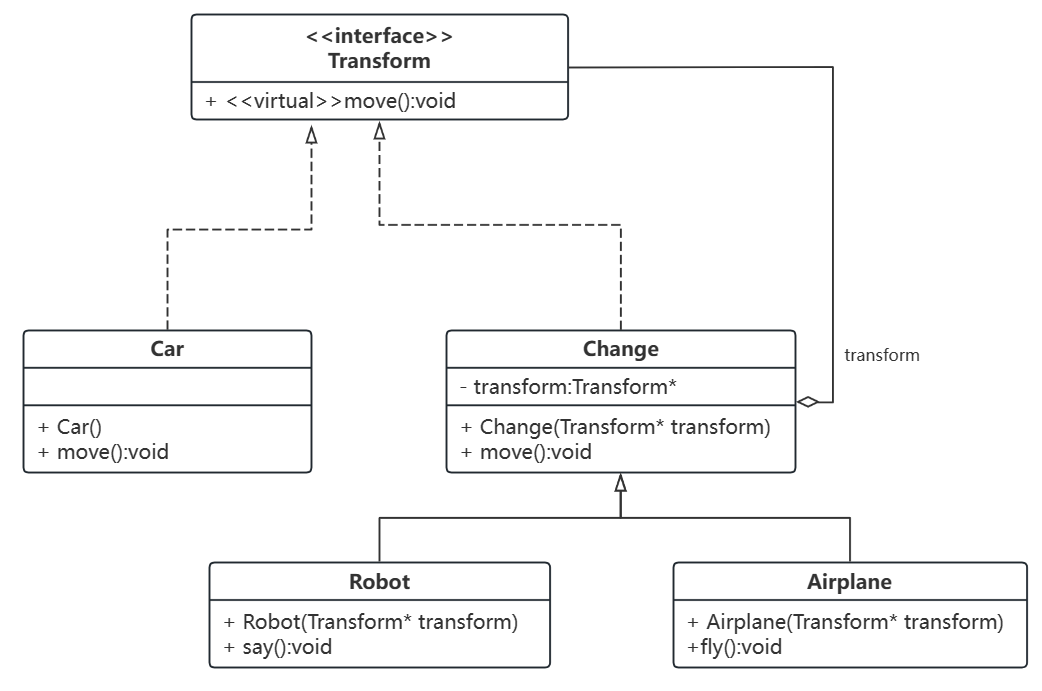 <<interface>>
Transform
+ <<virtual>>move():void
transform
Car
+ Car()
+ move():void
Change
- transform:Transform*
+ Change(Transform* transform)
+ move():void
Robot
+ Robot(Transform* transform)
+ say():void
Airplane
+ Airplane(Transform* transform)
+fly():void